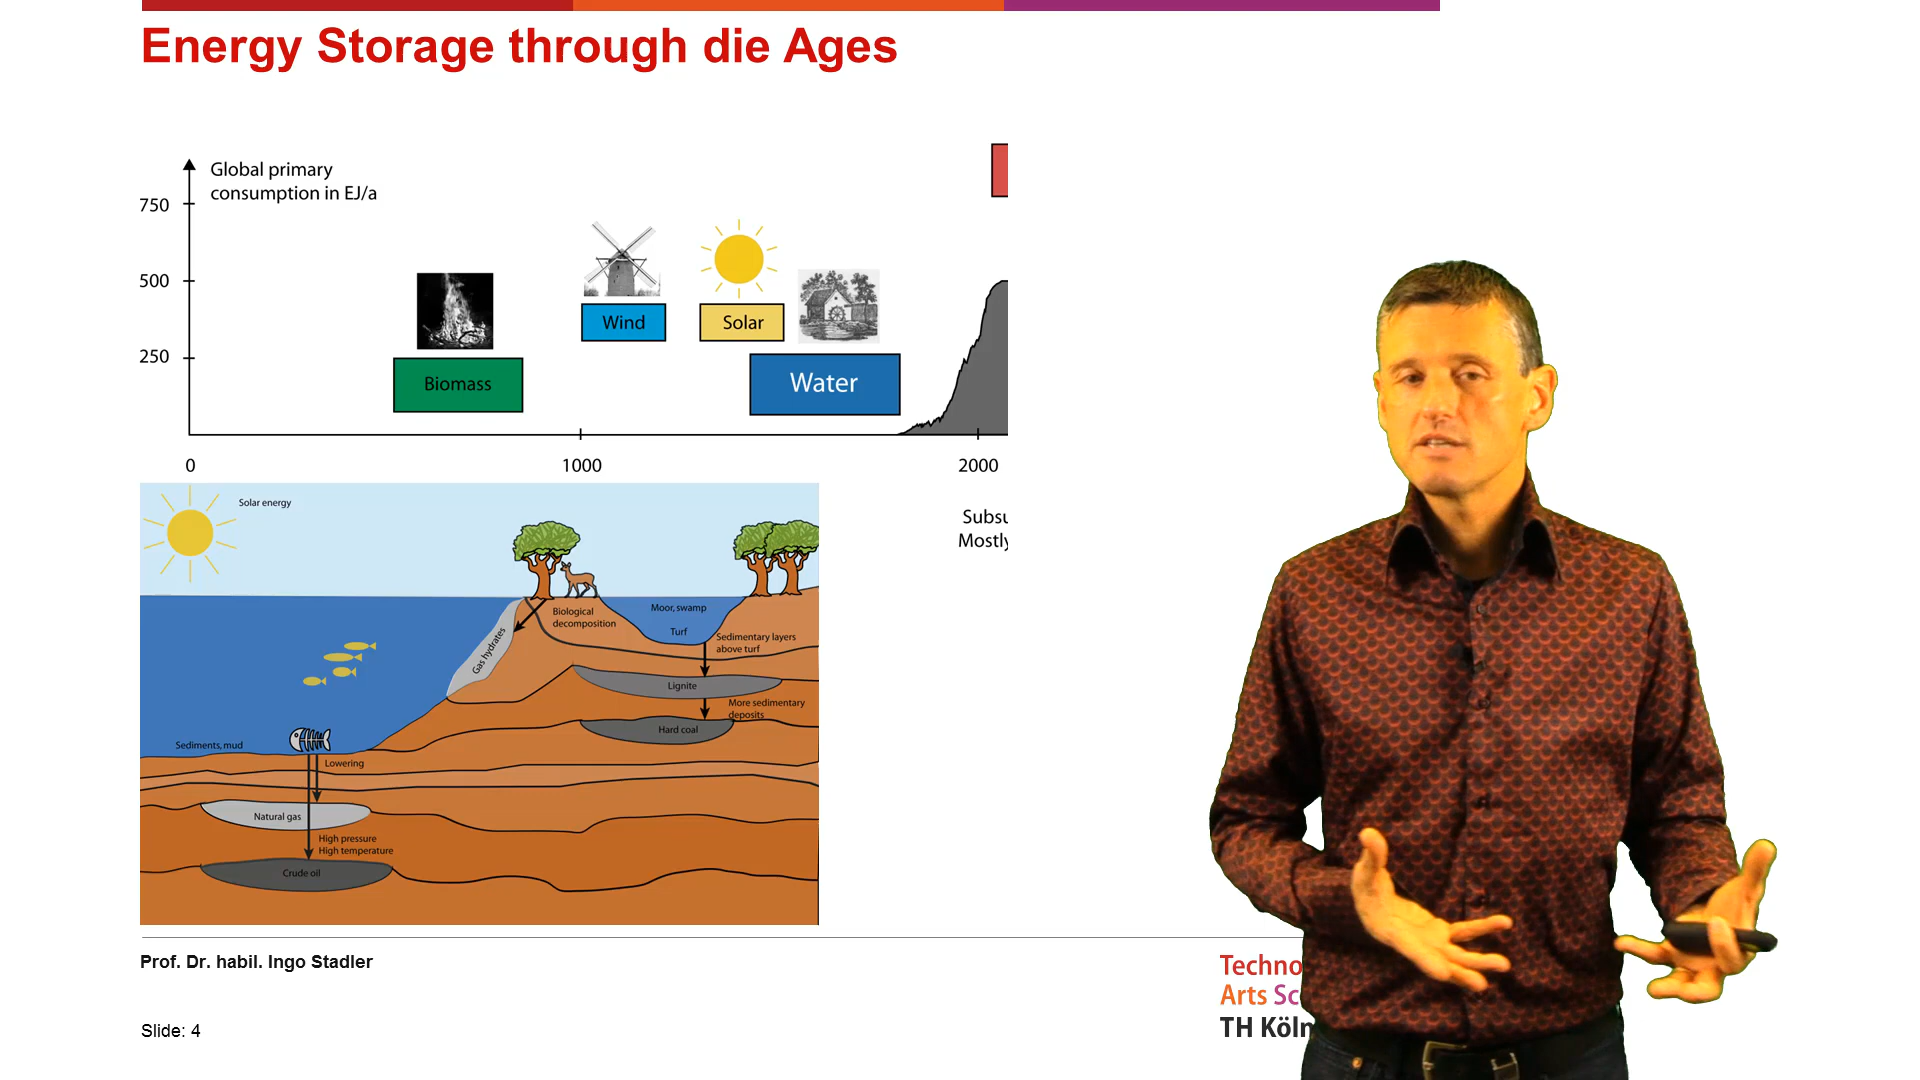 Energy Storage through die Ages
Global primary
consumption in EJ/a
750
500
250
Biomass
Wind
Solar
Water
0
1000
2000
Solar energy
Moor, swamp
Turf
Biological
decomposition
Gas hydrates
Sedimentary layers
above turf
Lignite
More sedimentary
deposits
Hard coal
Sediments, mud
Lowering
Natural gas
High pressure
High temperature
Crude oil
Mostly
Prof. Dr. habil. Ingo Stadler
Arts
TH Köln
Slide: 4